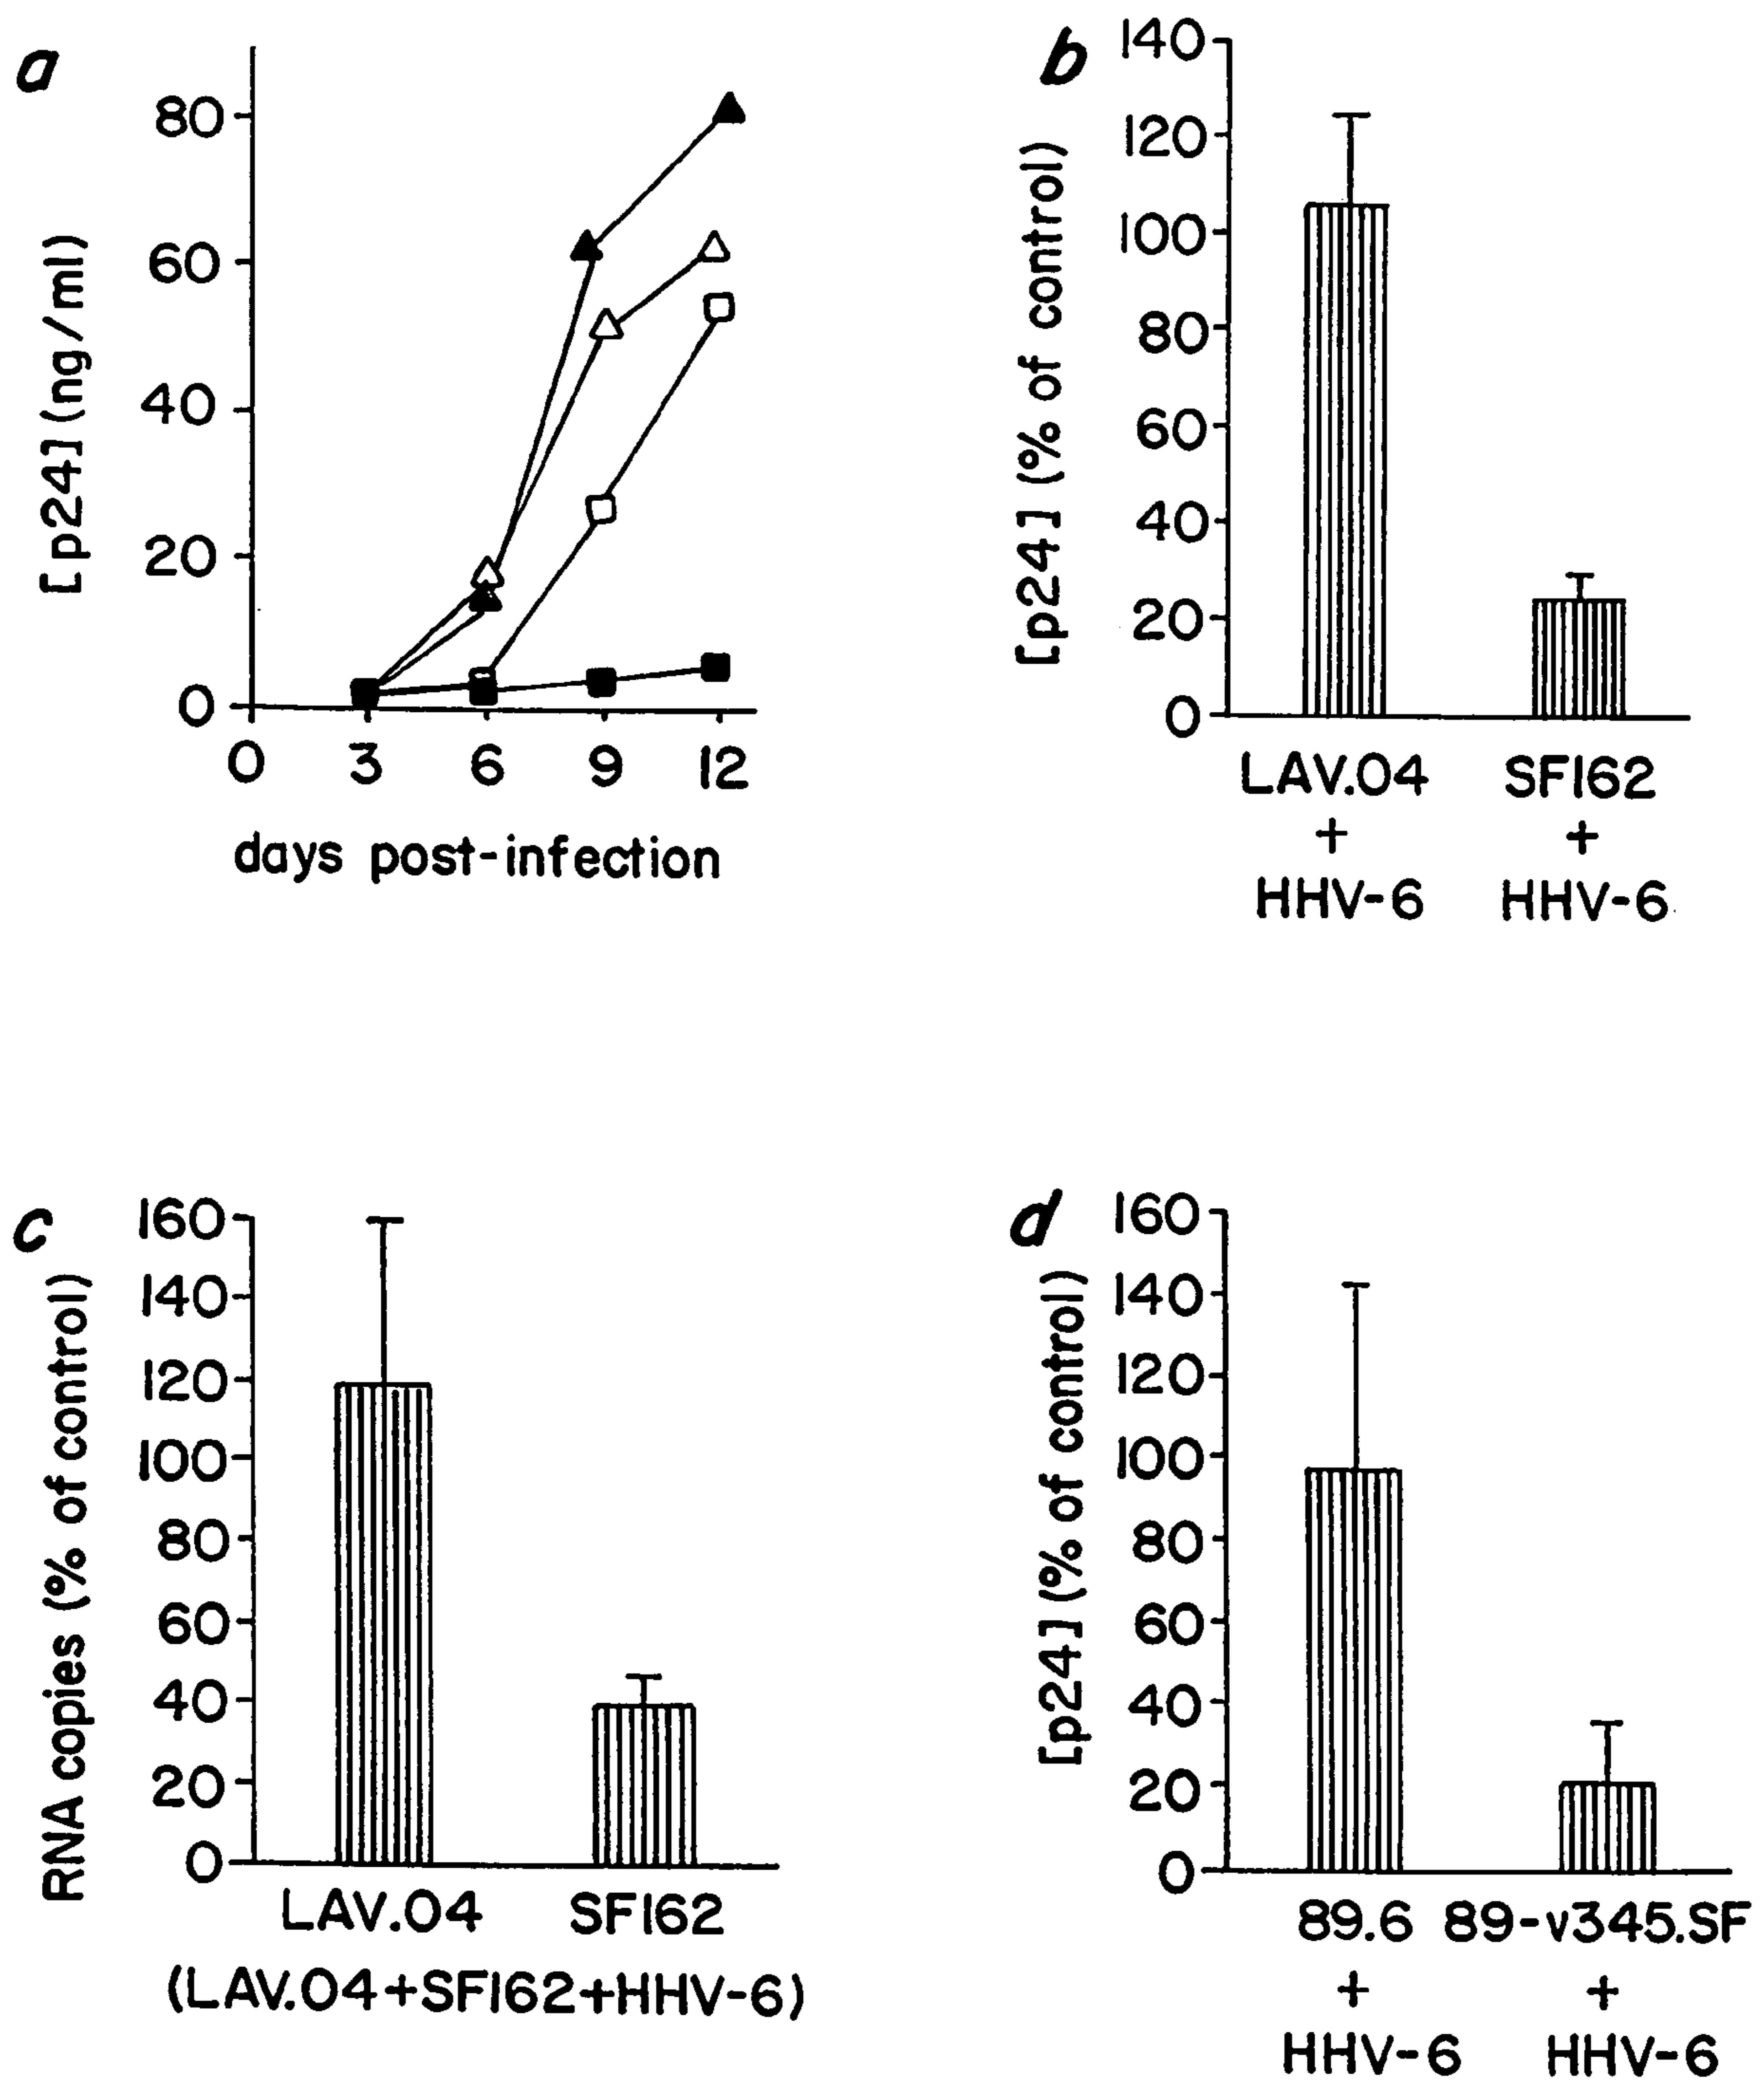 a
80
60
40
20
0
0 3 6 9 12
[p24] (ng/ml)
days post-infection
b
140
120
100
80
60
40
20
0
[p24] (% of control)
LAV.04 SF162
+ +
HHV-6 HHV-6
c
160
140
120
100
80
60
40
20
0
RNA copies (% of control)
LAV.04 SF162
(LAV.04+SF162+HHV-6)
d
160
140
120
100
80
60
40
20
0
[p24] (% of control)
89.6 89-v345.SF
+ +
HHV-6 HHV-6